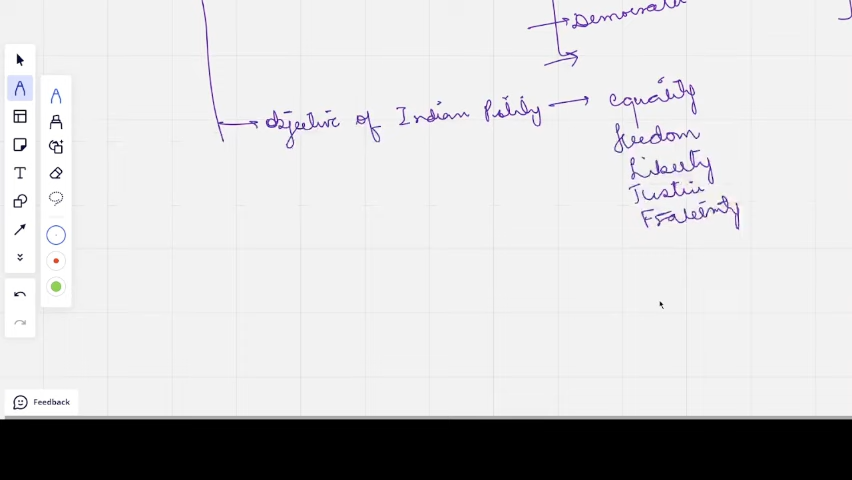 Democratic
objective of Indian Polity → equality
freedom
Liberty
Justice
Fraternity
Feedback